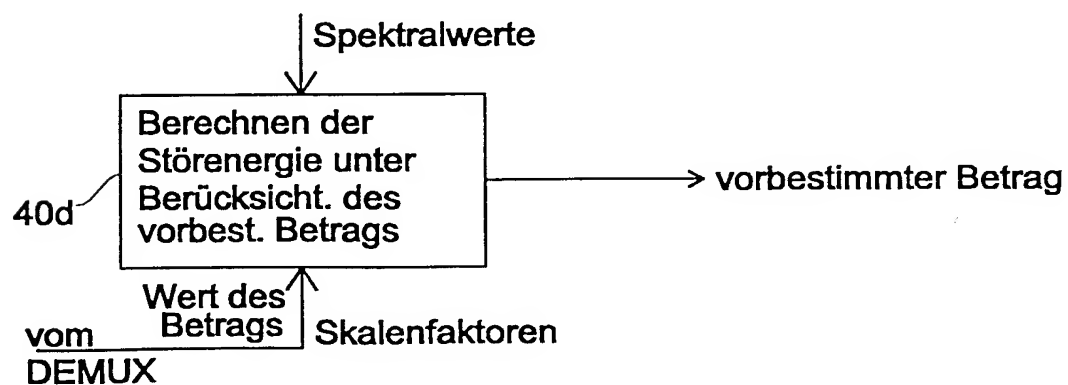 Spektralwerte
Berechnen der
Störenergie unter
Berücksicht. des
vorbest. Betrags
40d
vorbestimmter Betrag
Wert des
Betrags
Skalenfaktoren
vom
DEMUX